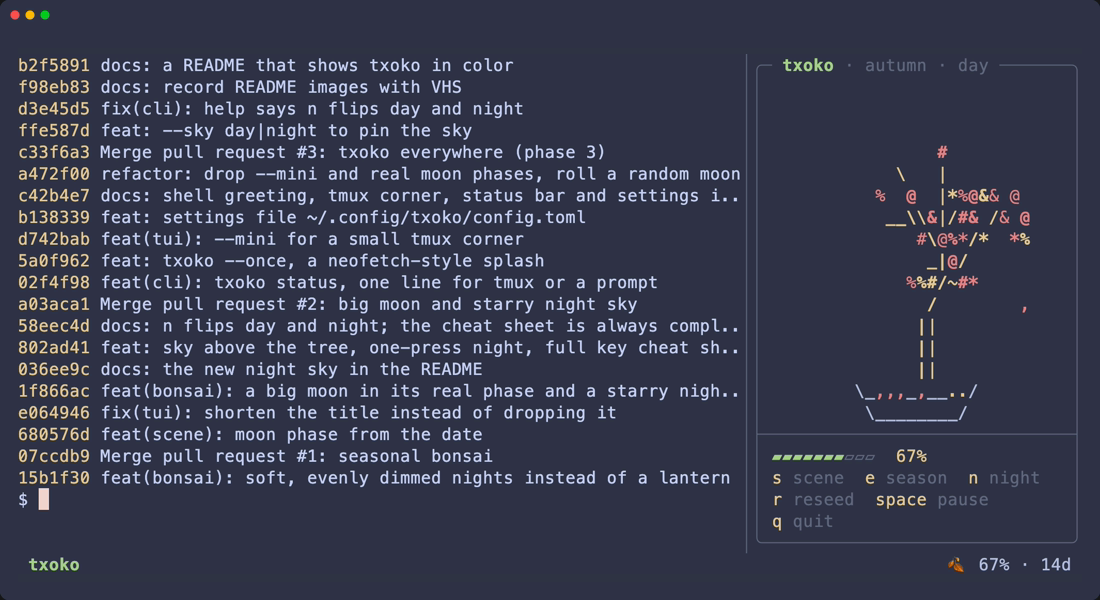 b2f5891 docs: a README that shows txoko in color
f98eb83 docs: record README images with VHS
d3e45d5 fix(cli): help says n flips day and night
ffe587d feat: --sky day|night to pin the sky
c33f6a3 Merge pull request #3: txoko everywhere (phase 3)
a472f00 refactor: drop --mini and real moon phases, roll a random moon
c42b4e7 docs: shell greeting, tmux corner, status bar and settings i..
b138339 feat: settings file ~/.config/txoko/config.toml
d742bab feat(tui): --mini for a small tmux corner
5a0f962 feat: txoko --once, a neofetch-style splash
02f4f98 feat(cli): txoko status, one line for tmux or a prompt
a03aca1 Merge pull request #2: big moon and starry night sky
58eec4d docs: n flips day and night; the cheat sheet is always compl..
802ad41 feat: sky above the tree, one-press night, full key cheat sh..
036ee9c docs: the new night sky in the README
1f866ac feat(bonsai): a big moon in its real phase and a starry nigh..
e064946 fix(tui): shorten the title instead of dropping it
680576d feat(scene): moon phase from the date
07ccdb9 Merge pull request #1: seasonal bonsai
15b1f30 feat(bonsai): soft, evenly dimmed nights instead of a lantern
$
txoko · autumn · day
#
\ |
% @ |*%@&& @
__\\&|/#& /& @
#\@%*/* *%
_|@/
%%#/~#*
/ ,
||
||
||
\_,,,_,__../
\________/
67%
s scene e season n night
r reseed space pause
q quit
txoko
67% · 14d